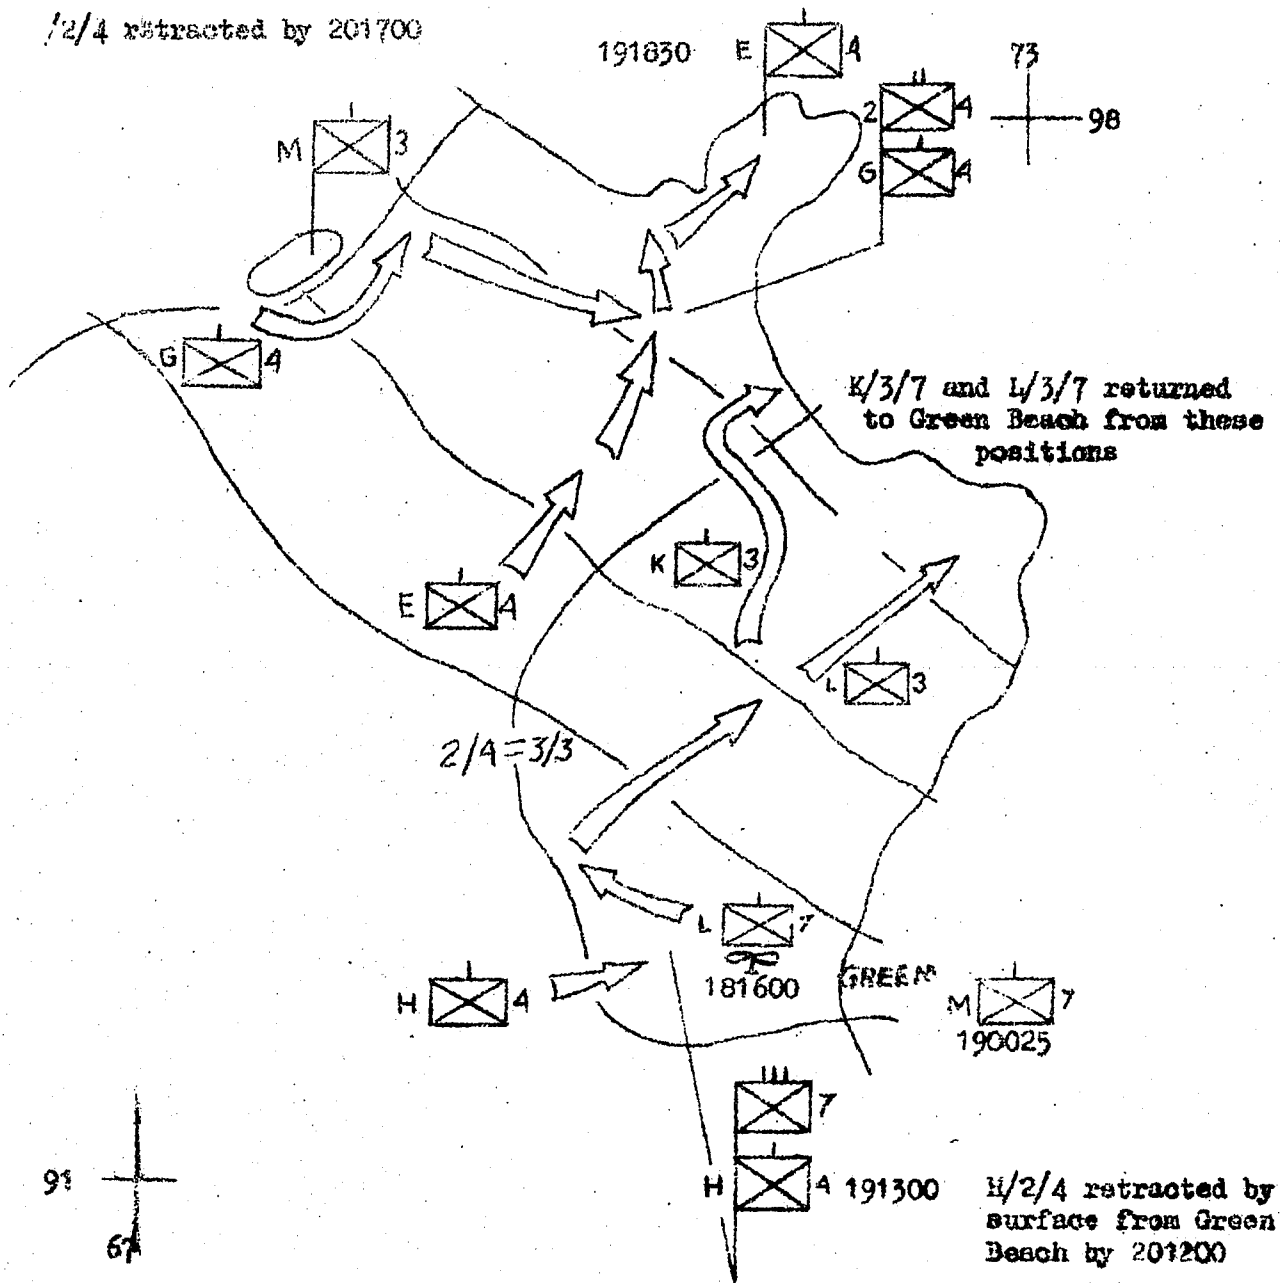 /2/4 retracted by 201700
191830
E 4
73
98
2 4
G 4
M 3
G 4
K/3/7 and L/3/7 returned
to Green Beach from these
positions
K 3
E 4
L 3
2/4=3/3
L 7
181600
GREEN
H 4
M 7
190025
7
H 4 191300
91
67
H/2/4 retracted by
surface from Green
Beach by 201200